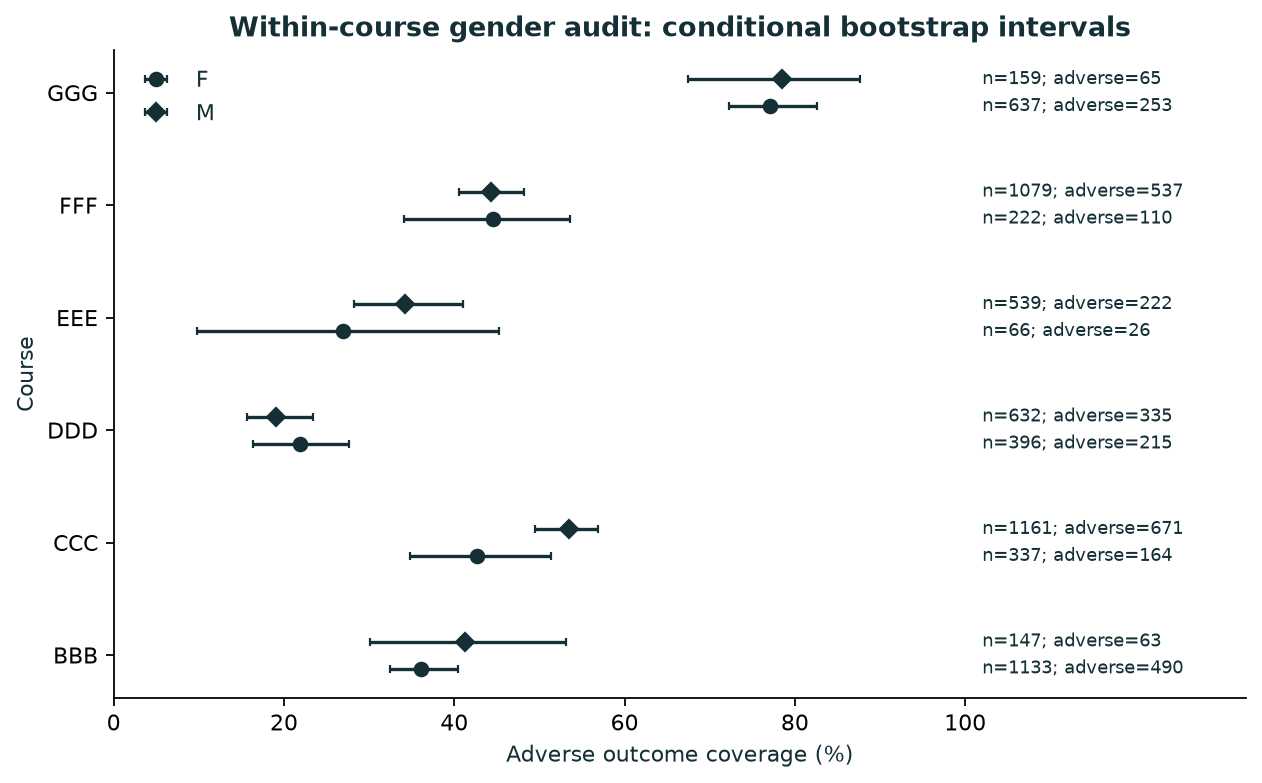 Within-course gender audit: conditional bootstrap intervals
F
M
GGG
n=159; adverse=65
n=637; adverse=253
FFF
n=1079; adverse=537
n=222; adverse=110
EEE
n=539; adverse=222
n=66; adverse=26
DDD
n=632; adverse=335
n=396; adverse=215
CCC
n=1161; adverse=671
n=337; adverse=164
BBB
n=147; adverse=63
n=1133; adverse=490
Course
0 20 40 60 80 100
Adverse outcome coverage (%)